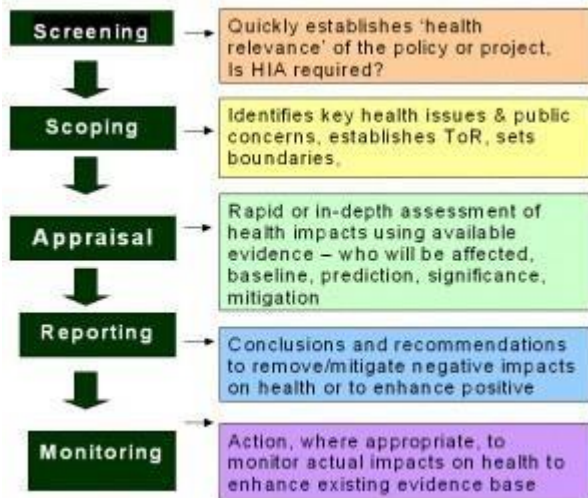 Screening
Quickly establishes ‘health
relevance’ of the policy or project.
Is HIA required?
Scoping
Identifies key health issues & public
concerns, establishes ToR, sets
boundaries.
Appraisal
Rapid or in-depth assessment of
health impacts using available
evidence – who will be affected,
baseline, prediction, significance,
mitigation
Reporting
Conclusions and recommendations
to remove/mitigate negative impacts
on health or to enhance positive
Monitoring
Action, where appropriate, to
monitor actual impacts on health to
enhance existing evidence base